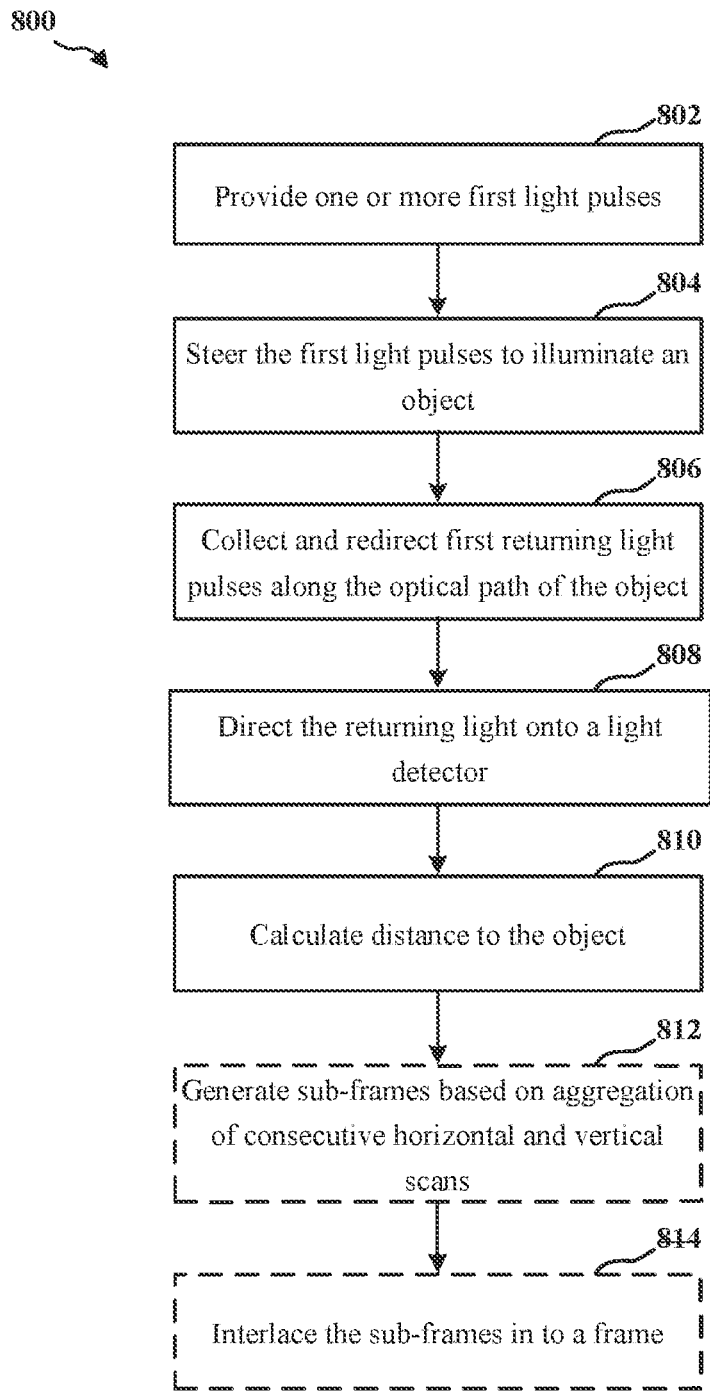 800
802
Provide one or more first light pulses
804
Steer the first light pulses to illuminate an
object
806
Collect and redirect first returning light
pulses along the optical path of the object
808
Direct the returning light onto a light
detector
810
Calculate distance to the object
812
Generate sub-frames based on aggregation
of consecutive horizontal and vertical
scans
814
Interlace the sub-frames in to a frame